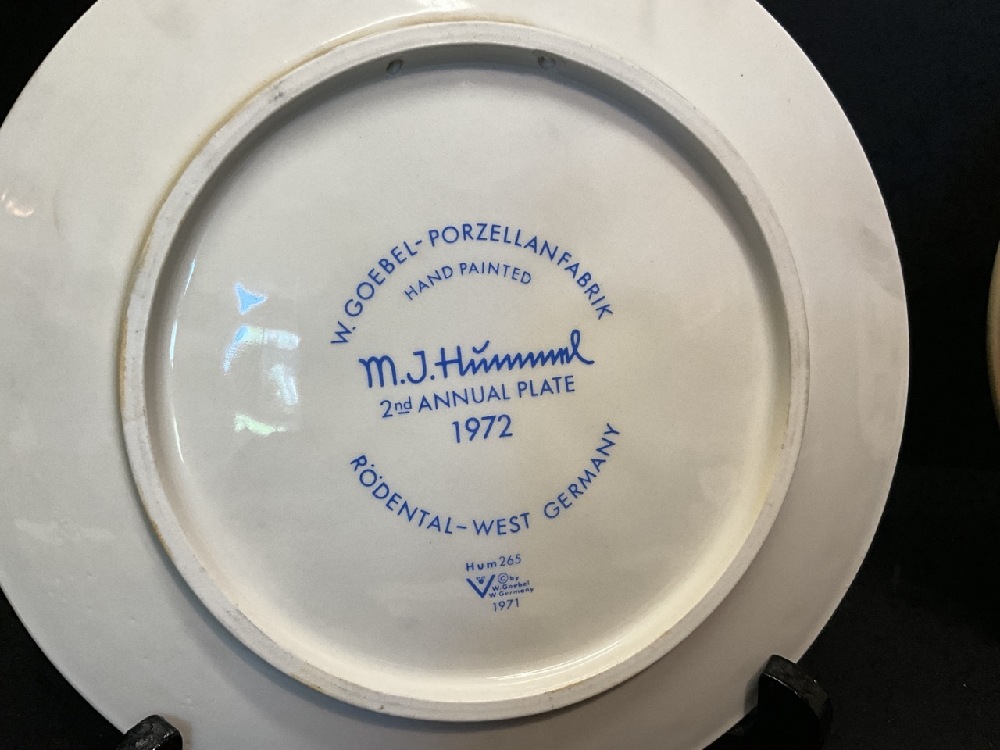 W. GOEBEL-PORZELLANFABRIK
HAND PAINTED
M.J.Hummel
2nd ANNUAL PLATE
1972
RÖDENTAL-WEST GERMANY
Hum 265
© by
W. Goebel
W. Germany
1971